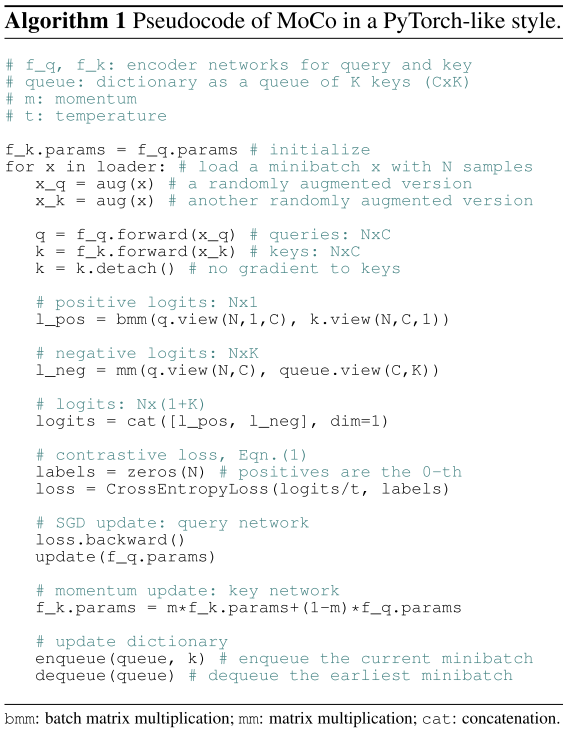 Algorithm 1 Pseudocode of MoCo in a PyTorch-like style.
# f_q, f_k: encoder networks for query and key
# queue: dictionary as a queue of K keys (CxK)
# m: momentum
# t: temperature
f_k.params = f_q.params # initialize
for x in loader: # load a minibatch x with N samples
x_q = aug(x) # a randomly augmented version
x_k = aug(x) # another randomly augmented version
q = f_q.forward(x_q) # queries: NxC
k = f_k.forward(x_k) # keys: NxC
k = k.detach() # no gradient to keys
# positive logits: Nx1
l_pos = bmm(q.view(N,1,C), k.view(N,C,1))
# negative logits: NxK
l_neg = mm(q.view(N,C), queue.view(C,K))
# logits: Nx(1+K)
logits = cat([l_pos, l_neg], dim=1)
# contrastive loss, Eqn.(1)
labels = zeros(N) # positives are the 0-th
loss = CrossEntropyLoss(logits/t, labels)
# SGD update: query network
loss.backward()
update(f_q.params)
# momentum update: key network
f_k.params = m*f_k.params+(1-m)*f_q.params
# update dictionary
enqueue(queue, k) # enqueue the current minibatch
dequeue(queue) # dequeue the earliest minibatch
bmm: batch matrix multiplication; mm: matrix multiplication; cat: concatenation.